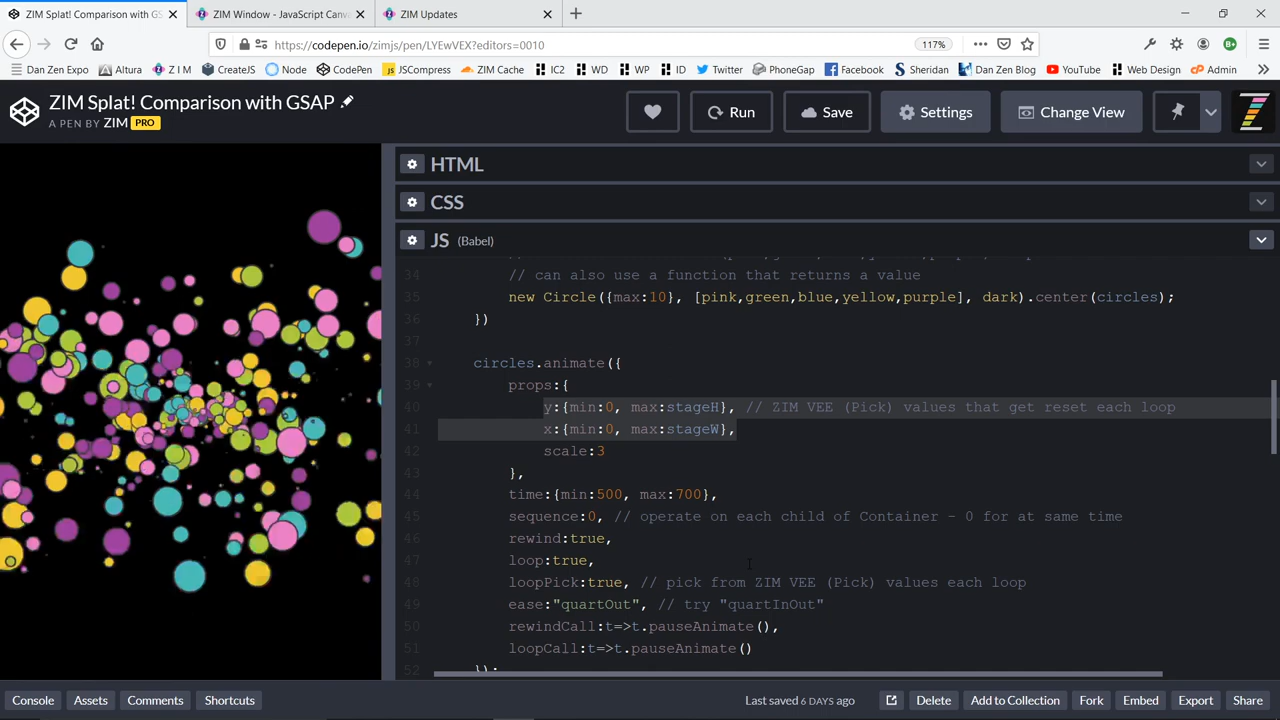 ZIM Splat! Comparison with GS
ZIM Window - JavaScript Canv
ZIM Updates
https://codepen.io/zimjs/pen/LYEwVEX?editors=0010
117%
Dan Zen Expo
Altura
Z I M
CreateJS
Node
CodePen
JSCompress
ZIM Cache
IC2
WD
WP
ID
Twitter
PhoneGap
Facebook
Sheridan
Dan Zen Blog
YouTube
Web Design
Admin
ZIM Splat! Comparison with GSAP
A PEN BY ZIM PRO
Run
Save
Settings
Change View
HTML
CSS
JS (Babel)
34 // can also use a function that returns a value
35 new Circle({max:10}, [pink,green,blue,yellow,purple], dark).center(circles);
36 })
37
38 circles.animate({
39 props:{
40 y:{min:0, max:stageH}, // ZIM VEE (Pick) values that get reset each loop
41 x:{min:0, max:stageW},
42 scale:3
43 },
44 time:{min:500, max:700},
45 sequence:0, // operate on each child of Container - 0 for at same time
46 rewind:true,
47 loop:true,
48 loopPick:true, // pick from ZIM VEE (Pick) values each loop
49 ease:"quartOut", // try "quartInOut"
50 rewindCall:t=>t.pauseAnimate(),
51 loopCall:t=>t.pauseAnimate()
52 });
Console
Assets
Comments
Shortcuts
Last saved 6 DAYS ago
Delete
Add to Collection
Fork
Embed
Export
Share